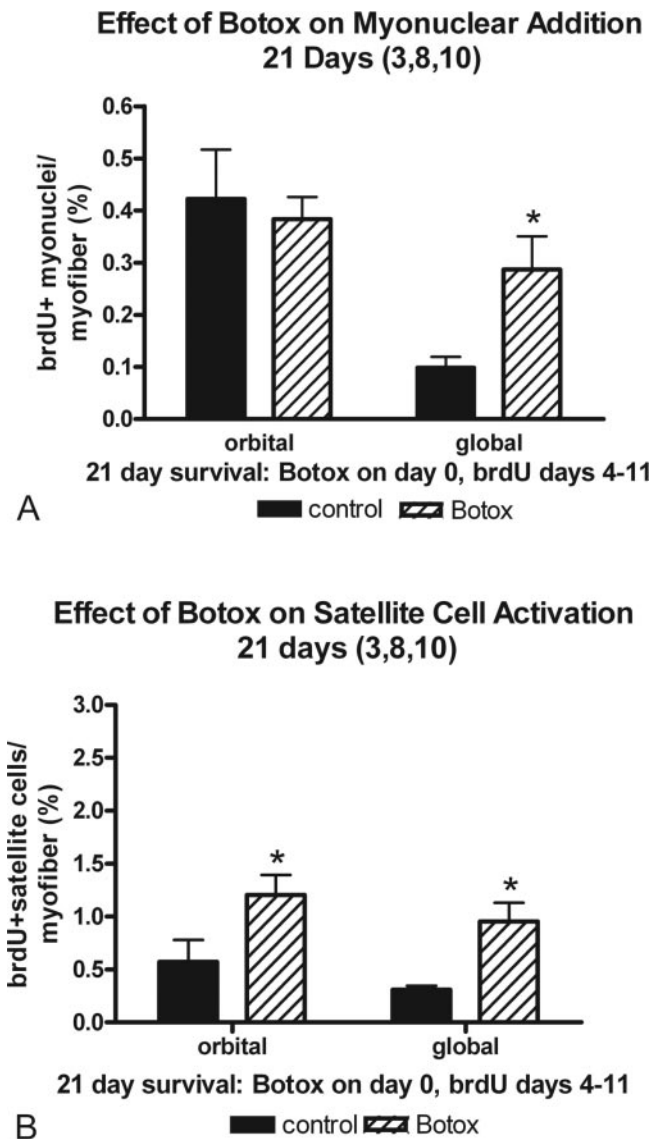 Effect of Botox on Myonuclear Addition
21 Days (3,8,10)
brdU+ myonuclei/
myofiber (%)
0.6
0.5
0.4
0.3
0.2
0.1
0.0
*
orbital global
21 day survival: Botox on day 0, brdU days 4-11
A
control Botox
Effect of Botox on Satellite Cell Activation
21 days (3,8,10)
brdU+satellite cells/
myofiber (%)
3.0
2.5
2.0
1.5
1.0
0.5
0.0
* *
orbital global
21 day survival: Botox on day 0, brdU days 4-11
B
control Botox